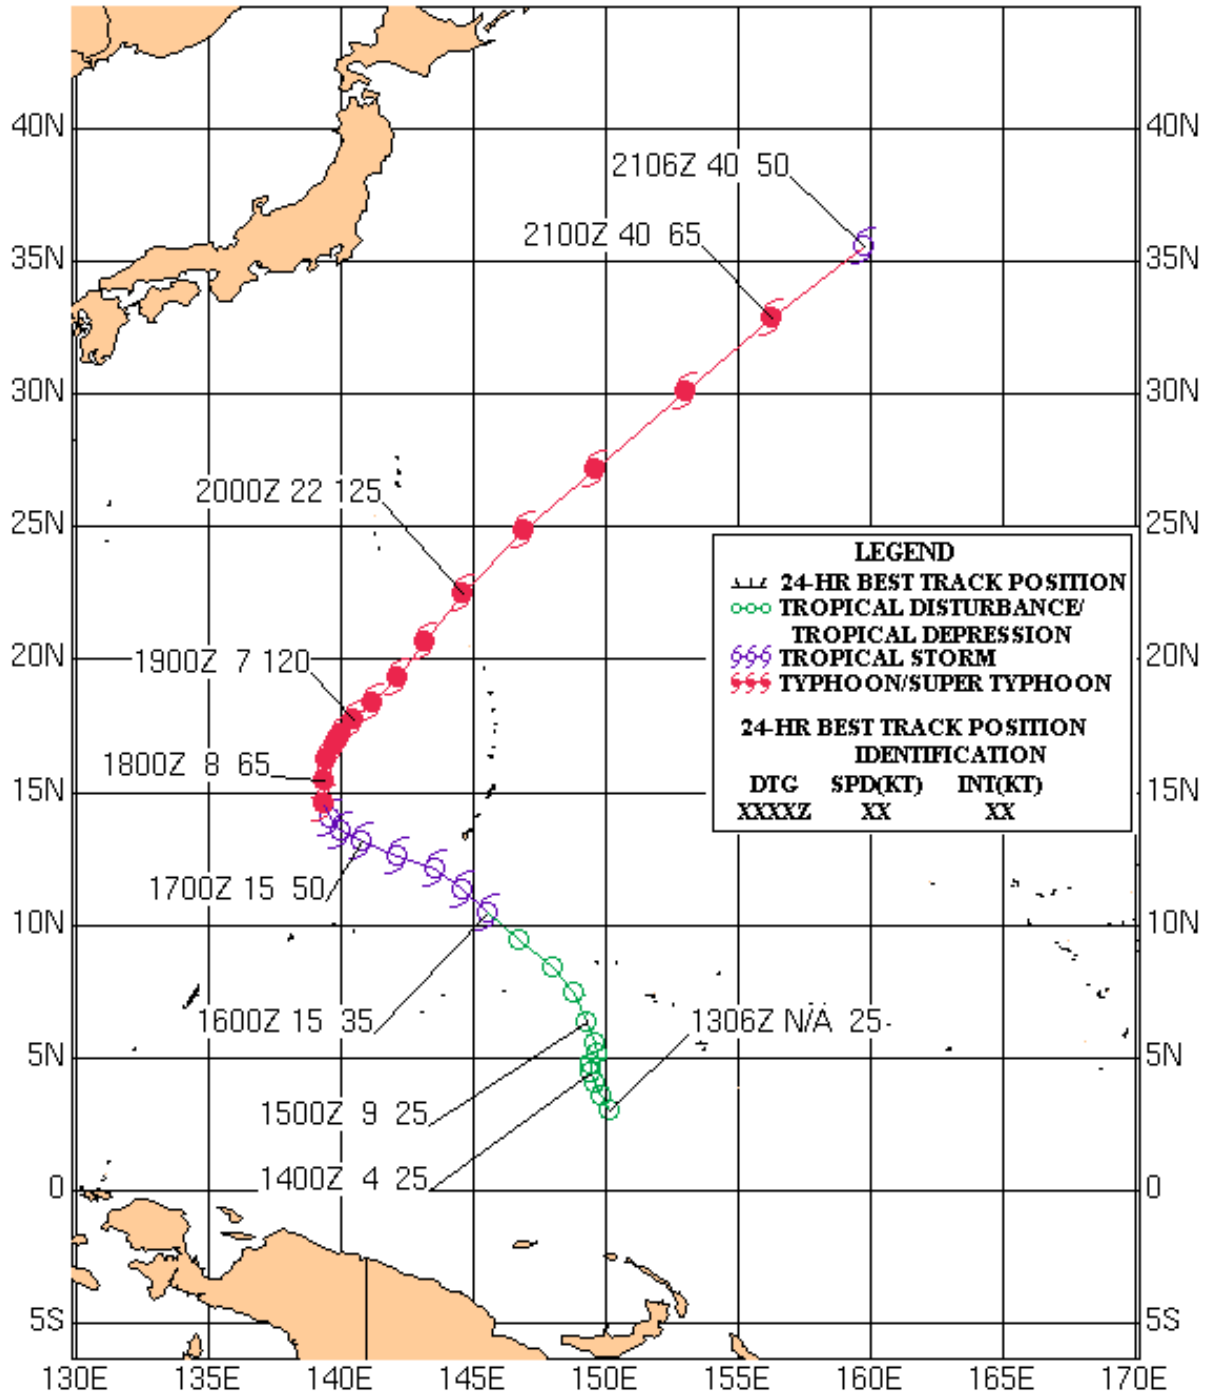 40N
40N
2106Z 40 50
2100Z 40 65
35N
35N
30N
30N
2000Z 22 125
25N
25N
LEGEND
24-HR BEST TRACK POSITION
TROPICAL DISTURBANCE/
TROPICAL DEPRESSION
TROPICAL STORM
TYPHOON/SUPER TYPHOON
20N
20N
1900Z 7 120
24-HR BEST TRACK POSITION
IDENTIFICATION
1800Z 8 65
DTG SPD(KT) INT(KT)
XXXXZ XX XX
15N
15N
1700Z 15 50
10N
10N
1600Z 15 35
1306Z N/A 25
5N
5N
1500Z 9 25
1400Z 4 25
0
0
5S
5S
130E 135E 140E 145E 150E 155E 160E 165E 170E